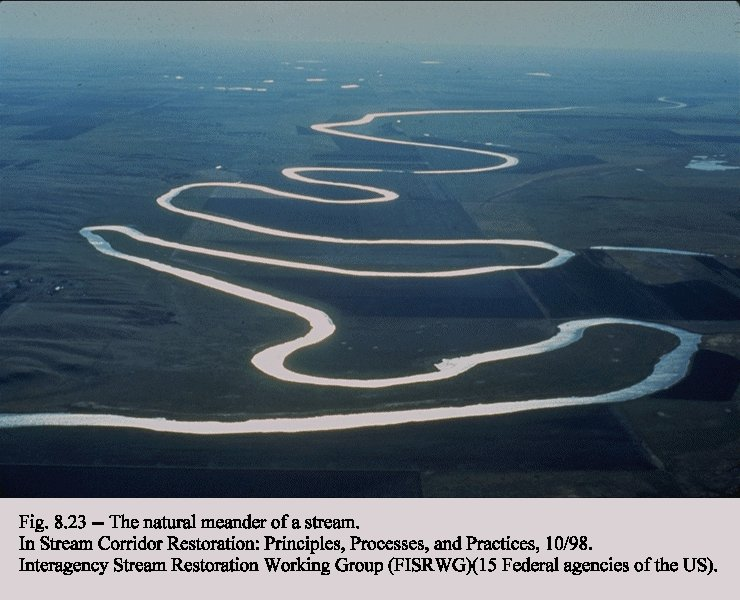 Fig. 8.23 – The natural meander of a stream.
In Stream Corridor Restoration: Principles, Processes, and Practices, 10/98.
Interagency Stream Restoration Working Group (FISRWG)(15 Federal agencies of the US).